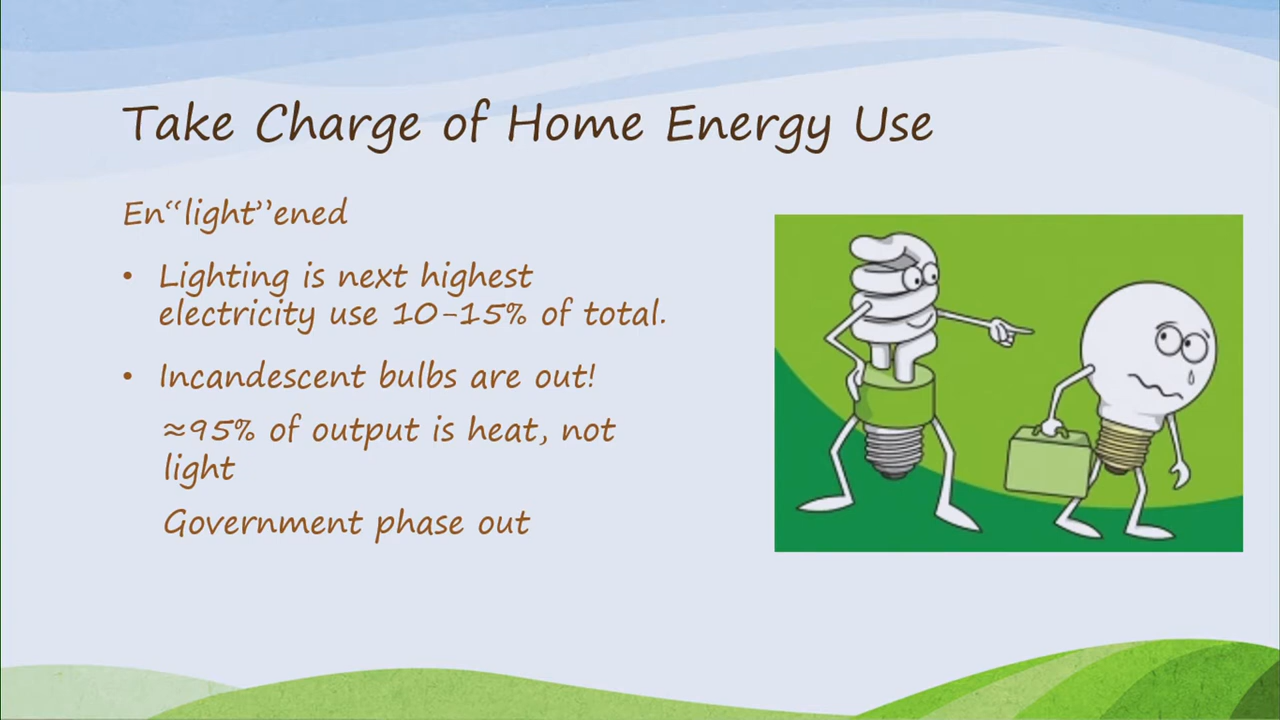 Take Charge of Home Energy Use
En“light”ened
• Lighting is next highest
electricity use 10-15% of total.
• Incandescent bulbs are out!
≈95% of output is heat, not
light
Government phase out